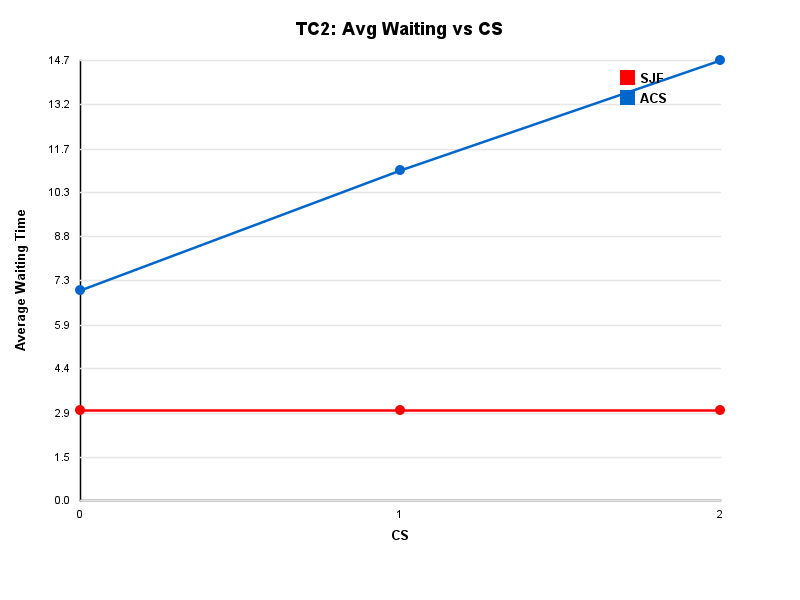 TC2: Avg Waiting vs CS
14.7
SJF
ACS
13.2
11.7
10.3
8.8
7.3
5.9
4.4
2.9
1.5
0.0
Average Waiting Time
0 1 2
CS